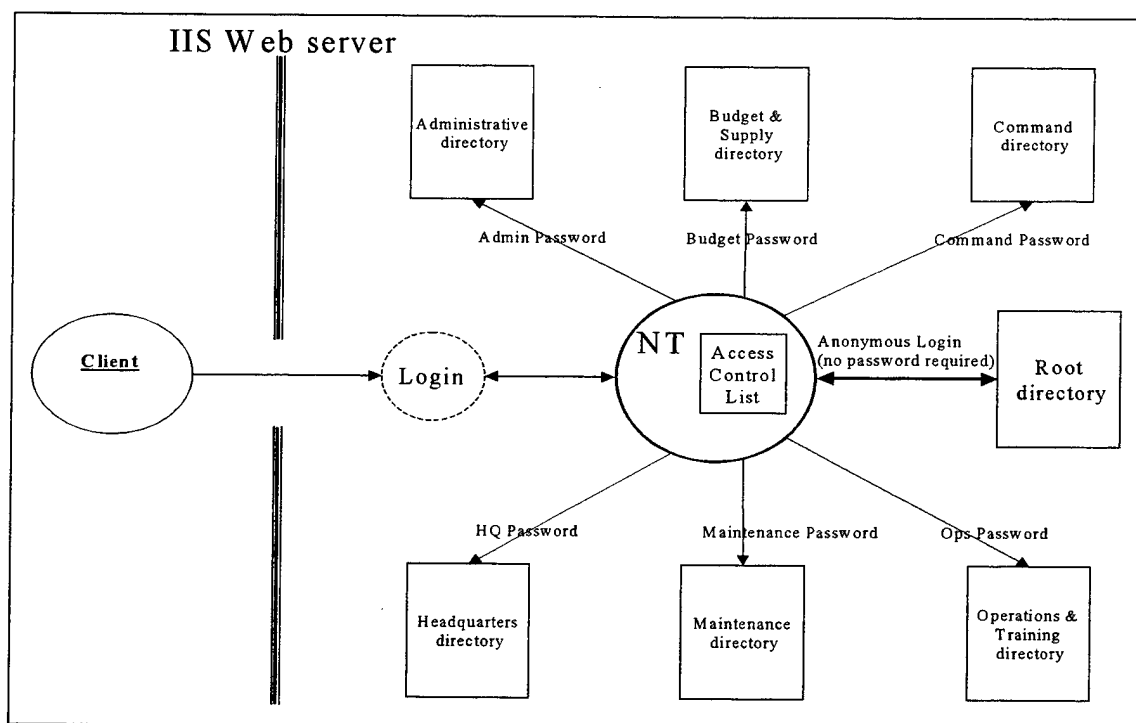 IIS Web server
Administrative
directory
Budget &
Supply
directory
Command
directory
Admin Password
Budget Password
Command Password
Client
Login
NT
Access
Control
List
Anonymous Login
(no password required)
Root
directory
HQ Password
Maintenance Password
Ops Password
Headquarters
directory
Maintenance
directory
Operations &
Training
directory